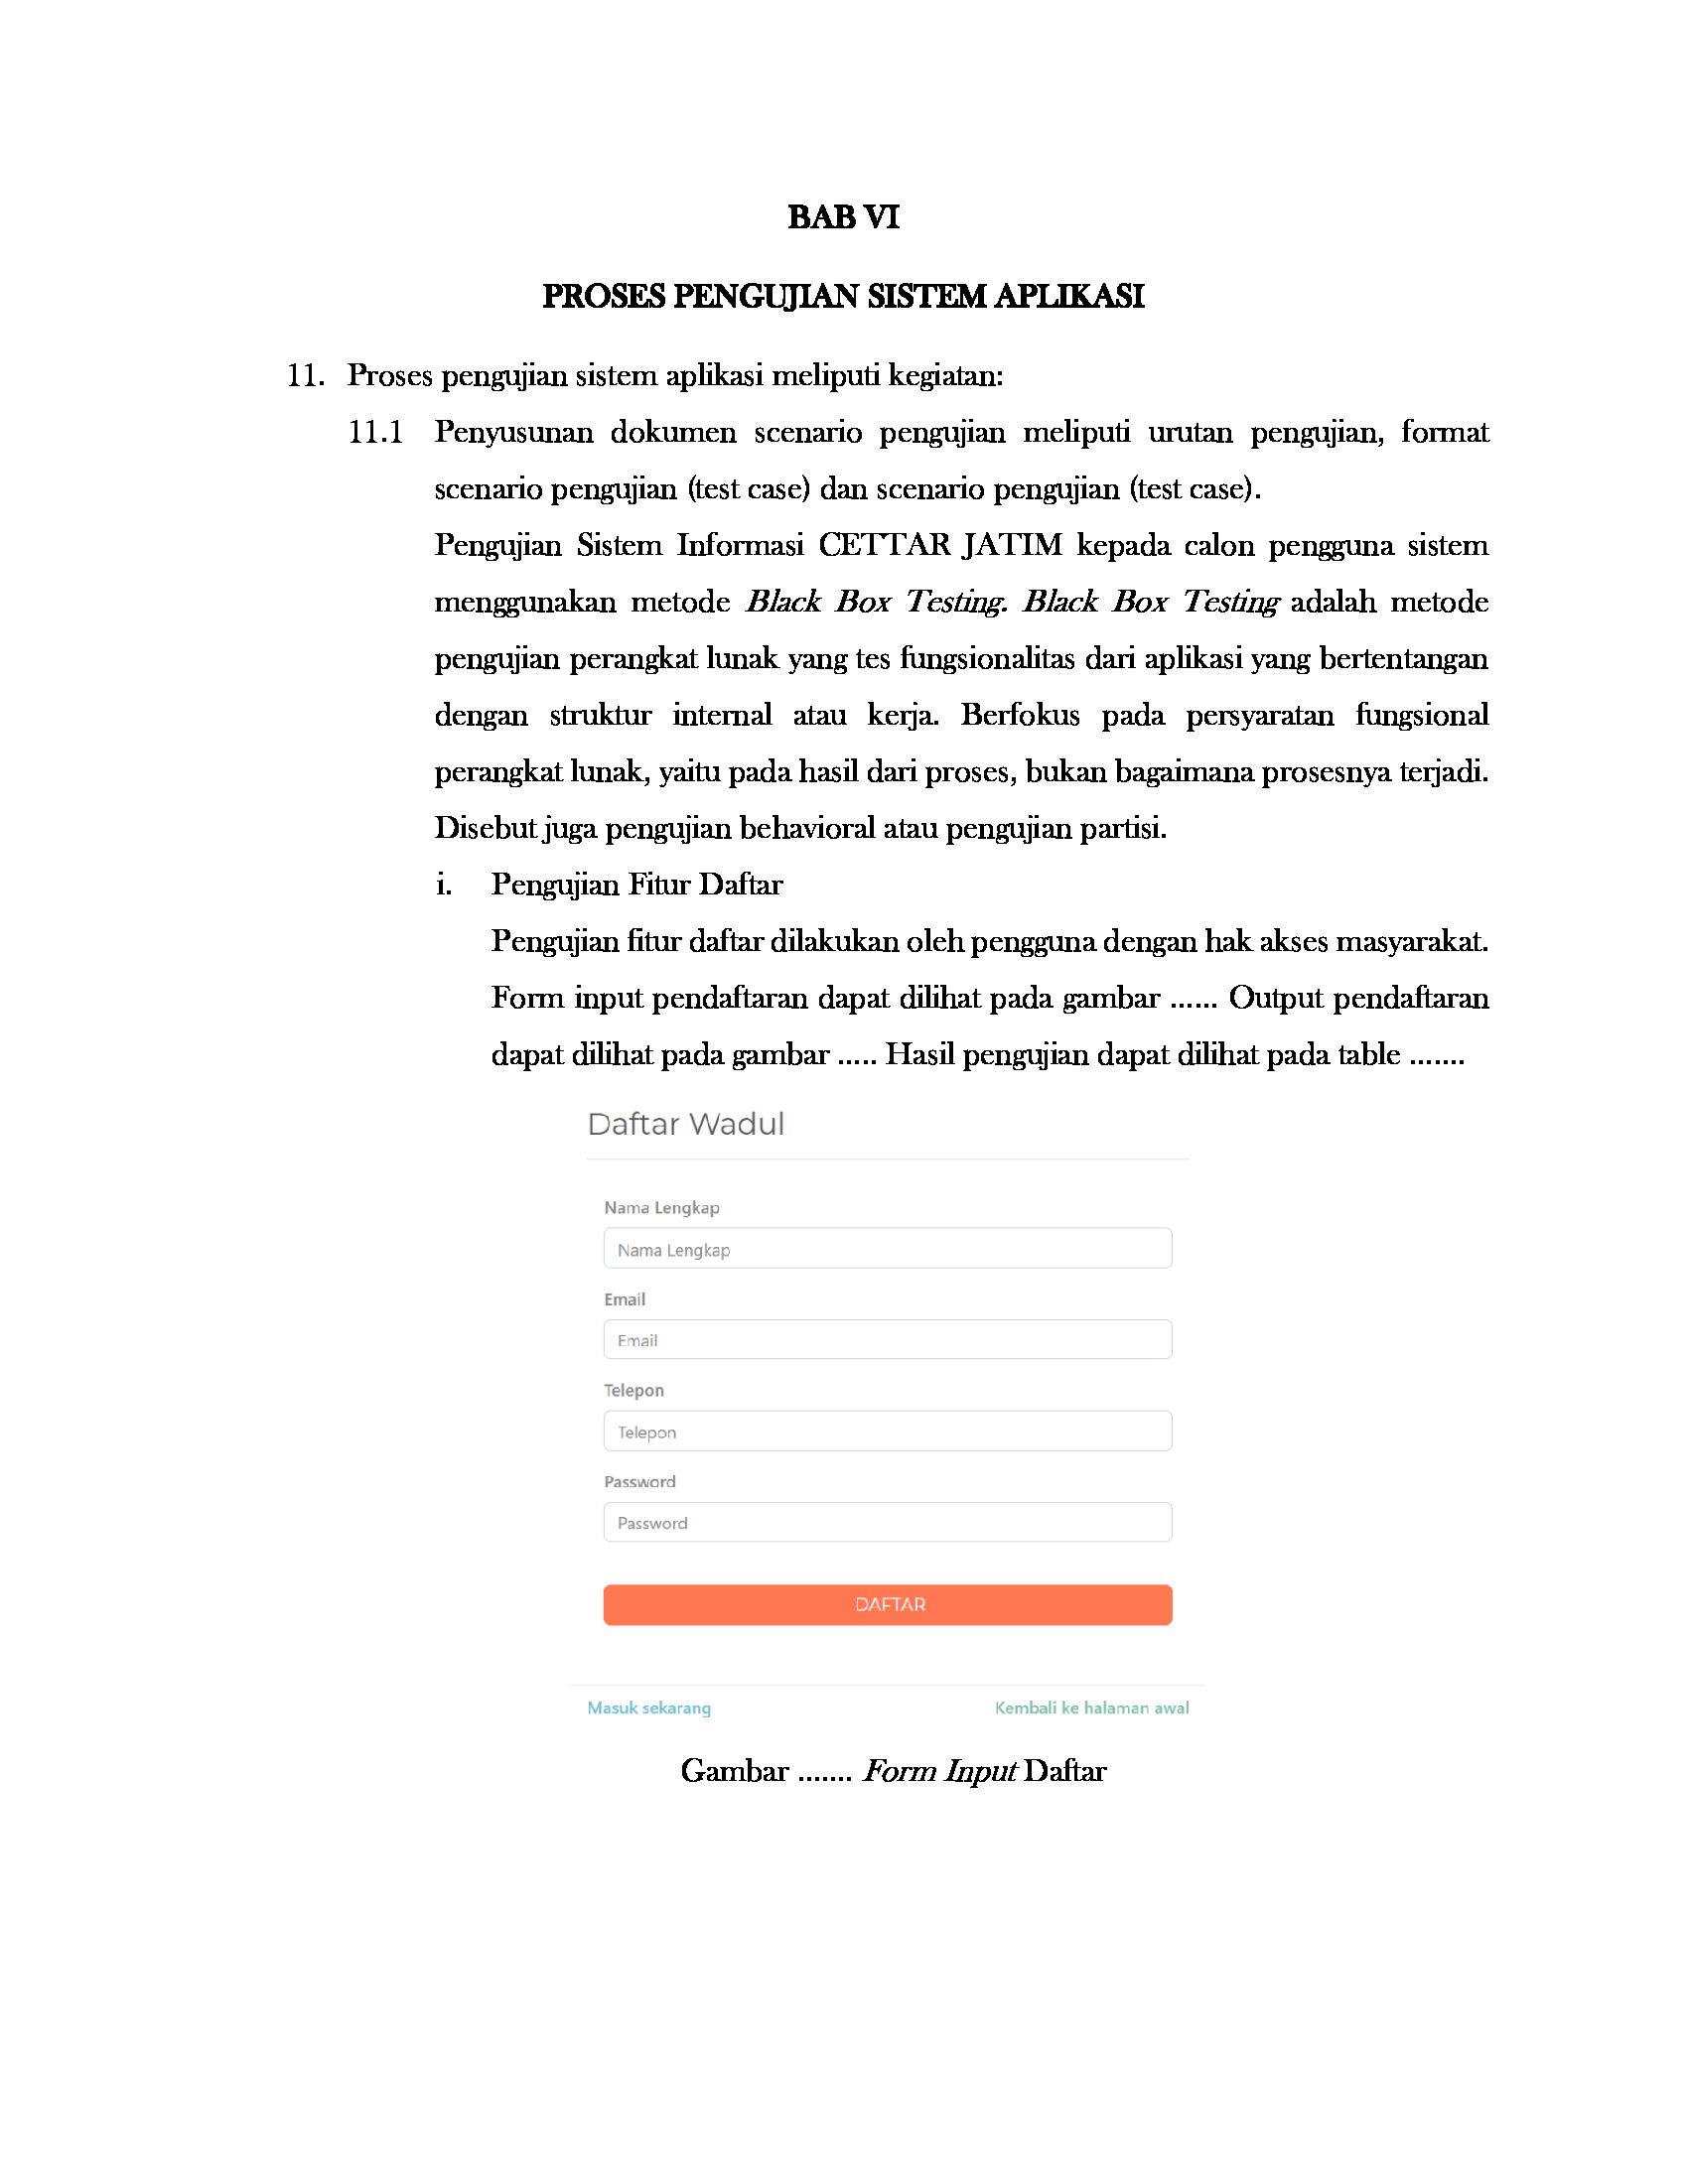 BAB VI
PROSES PENGUJIAN SISTEM APLIKASI
11. Proses pengujian sistem aplikasi meliputi kegiatan:
11.1 Penyusunan dokumen scenario pengujian meliputi urutan pengujian, format
scenario pengujian (test case) dan scenario pengujian (test case).
Pengujian Sistem Informasi CETTAR JATIM kepada calon pengguna sistem
menggunakan metode Black Box Testing. Black Box Testing adalah metode
pengujian perangkat lunak yang tes fungsionalitas dari aplikasi yang bertentangan
dengan struktur internal atau kerja. Berfokus pada persyaratan fungsional
perangkat lunak, yaitu pada hasil dari proses, bukan bagaimana prosesnya terjadi.
Disebut juga pengujian behavioral atau pengujian partisi.
i. Pengujian Fitur Daftar
Pengujian fitur daftar dilakukan oleh pengguna dengan hak akses masyarakat.
Form input pendaftaran dapat dilihat pada gambar ...... Output pendaftaran
dapat dilihat pada gambar ..... Hasil pengujian dapat dilihat pada table .......
Daftar Wadul
Nama Lengkap
Nama Lengkap
Email
Email
Telepon
Telepon
Password
Password
DAFTAR
Masuk sekarang Kembali ke halaman awal
Gambar ....... Form Input Daftar